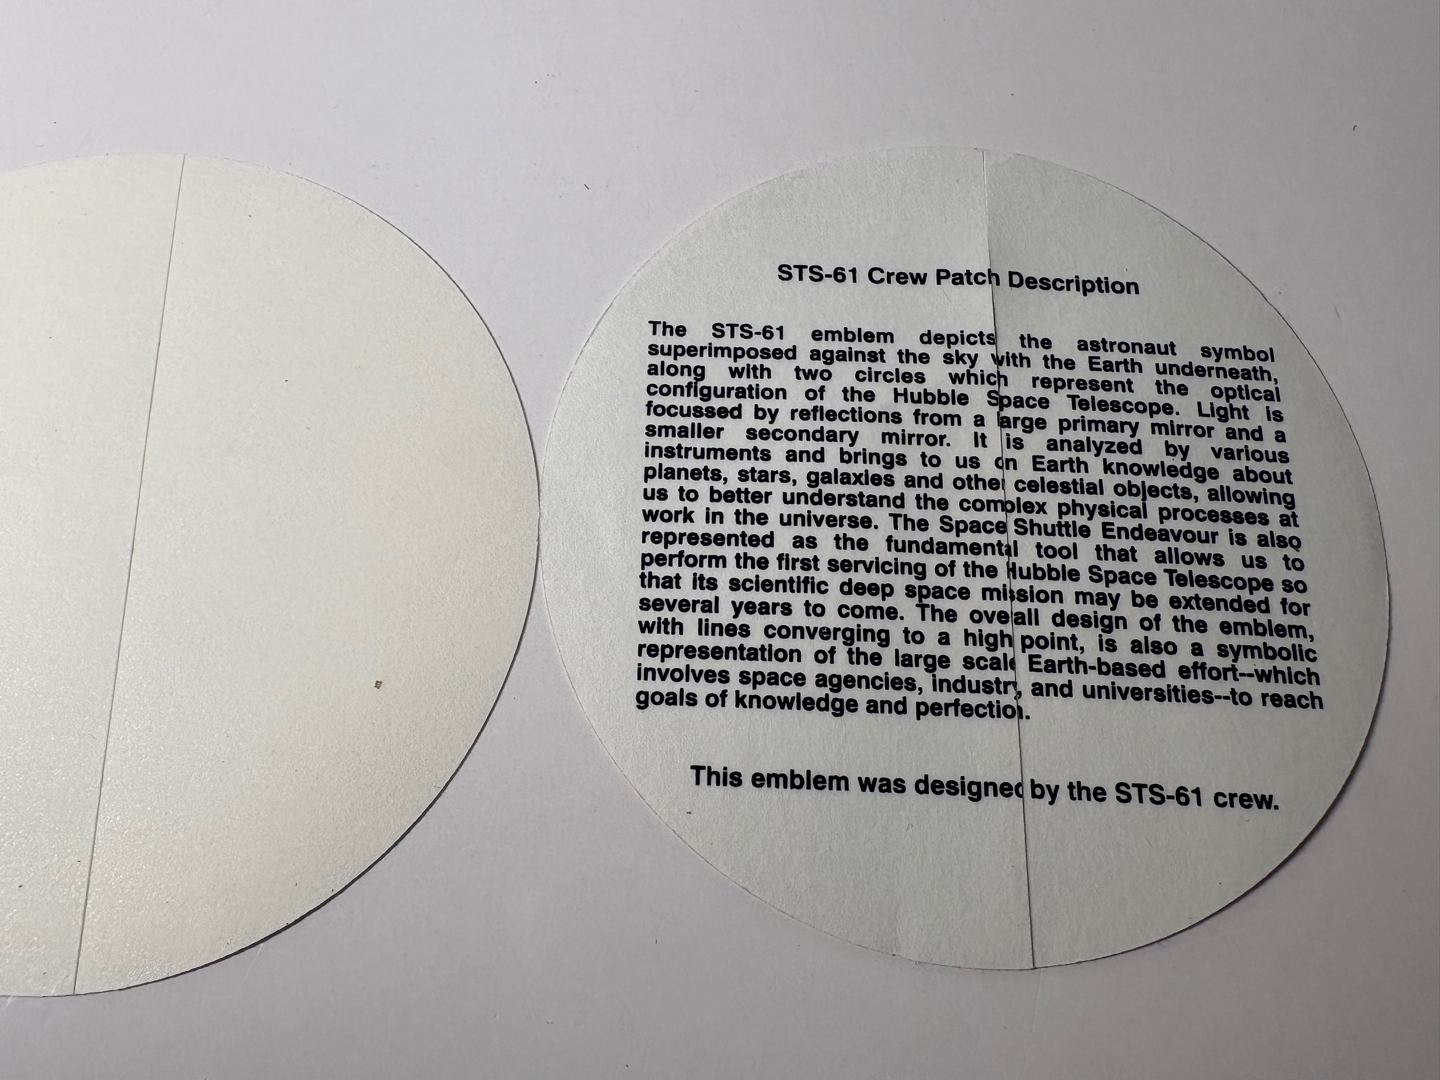 STS-61 Crew Patch Description
The STS-61 emblem depicts the astronaut symbol
superimposed against the sky with the Earth underneath,
along with two circles which represent the optical
configuration of the Hubble Space Telescope. Light is
focussed by reflections from a large primary mirror and a
smaller secondary mirror. It is analyzed by various
instruments and brings to us on Earth knowledge about
planets, stars, galaxies and other celestial objects, allowing
us to better understand the complex physical processes at
work in the universe. The Space Shuttle Endeavour is also
represented as the fundamental tool that allows us to
perform the first servicing of the Hubble Space Telescope so
that its scientific deep space mission may be extended for
several years to come. The overall design of the emblem,
with lines converging to a high point, is also a symbolic
representation of the large scale Earth-based effort--which
involves space agencies, industry, and universities--to reach
goals of knowledge and perfection.
This emblem was designed by the STS-61 crew.